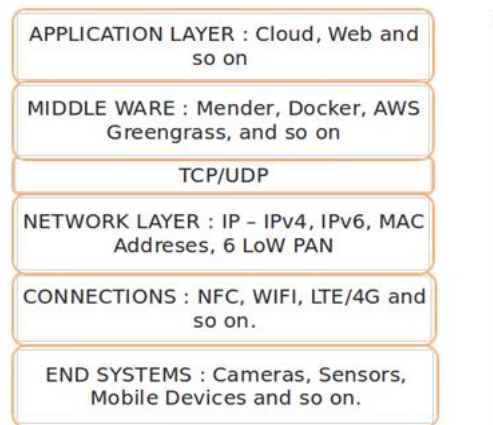 APPLICATION LAYER : Cloud, Web and
so on
MIDDLE WARE : Mender, Docker, AWS
Greengrass, and so on
TCP/UDP
NETWORK LAYER : IP – IPv4, IPv6, MAC
Addreses, 6 LoW PAN
CONNECTIONS : NFC, WIFI, LTE/4G and
so on.
END SYSTEMS : Cameras, Sensors,
Mobile Devices and so on.